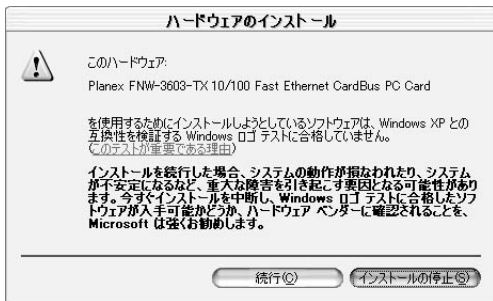 ハードウェアのインストール
このハードウェア:
Planex FNW-3603-TX 10/100 Fast Ethernet CardBus PC Card
を使用するためにインストールしようとしているソフトウェアは、Windows XP との
互換性を検証する Windows ロゴ テストに合格していません。
(このテストが重要である理由)
インストールを続行した場合、システムの動作が損なわれたり、システム
が不安定になるなど、重大な障害を引き起こす要因となる可能性があり
ます。今すぐインストールを中断し、Windows ロゴ テストに合格したソフ
トウェアが入手可能かどうか、ハードウェア ベンダーに確認されることを、
Microsoft は強くお勧めします。
続行(C)
インストールの停止(S)